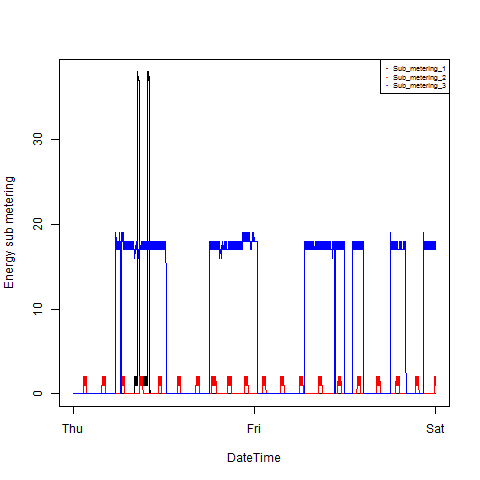 Sub_metering_1
Sub_metering_2
Sub_metering_3
Energy sub metering
30
20
10
0
Thu Fri Sat
DateTime